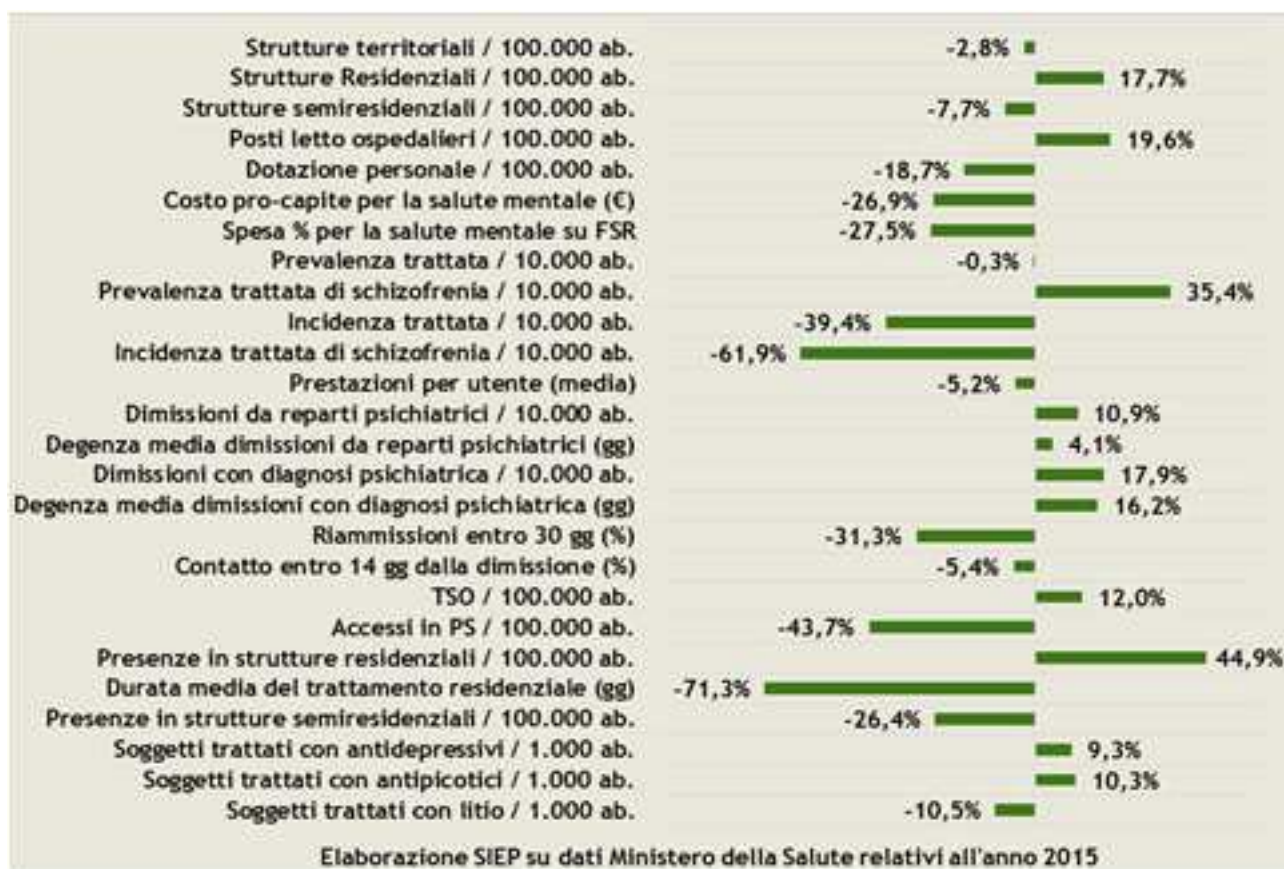 Strutture territoriali / 100.000 ab. -2,8%
Strutture Residenziali / 100.000 ab. 17,7%
Strutture semiresidenziali / 100.000 ab. -7,7%
Posti letto ospedalieri / 100.000 ab. 19,6%
Dotazione personale / 100.000 ab. -18,7%
Costo pro-capite per la salute mentale (€) -26,9%
Spesa % per la salute mentale su FSR -27,5%
Prevalenza trattata / 10.000 ab. -0,3%
Prevalenza trattata di schizofrenia / 10.000 ab. 35,4%
Incidenza trattata / 10.000 ab. -39,4%
Incidenza trattata di schizofrenia / 10.000 ab. -61,9%
Prestazioni per utente (media) -5,2%
Dimissioni da reparti psichiatrici / 10.000 ab. 10,9%
Degenza media dimissioni da reparti psichiatrici (gg) 4,1%
Dimissioni con diagnosi psichiatrica / 10.000 ab. 17,9%
Degenza media dimissioni con diagnosi psichiatrica (gg) 16,2%
Riammissioni entro 30 gg (%) -31,3%
Contatto entro 14 gg dalla dimissione (%) -5,4%
TSO / 100.000 ab. 12,0%
Accessi in PS / 100.000 ab. -43,7%
Presenze in strutture residenziali / 100.000 ab. 44,9%
Durata media del trattamento residenziale (gg) -71,3%
Presenze in strutture semiresidenziali / 100.000 ab. -26,4%
Soggetti trattati con antidepressivi / 1.000 ab. 9,3%
Soggetti trattati con antipicotici / 1.000 ab. 10,3%
Soggetti trattati con litio / 1.000 ab. -10,5%
Elaborazione SIEP su dati Ministero della Salute relativi all'anno 2015